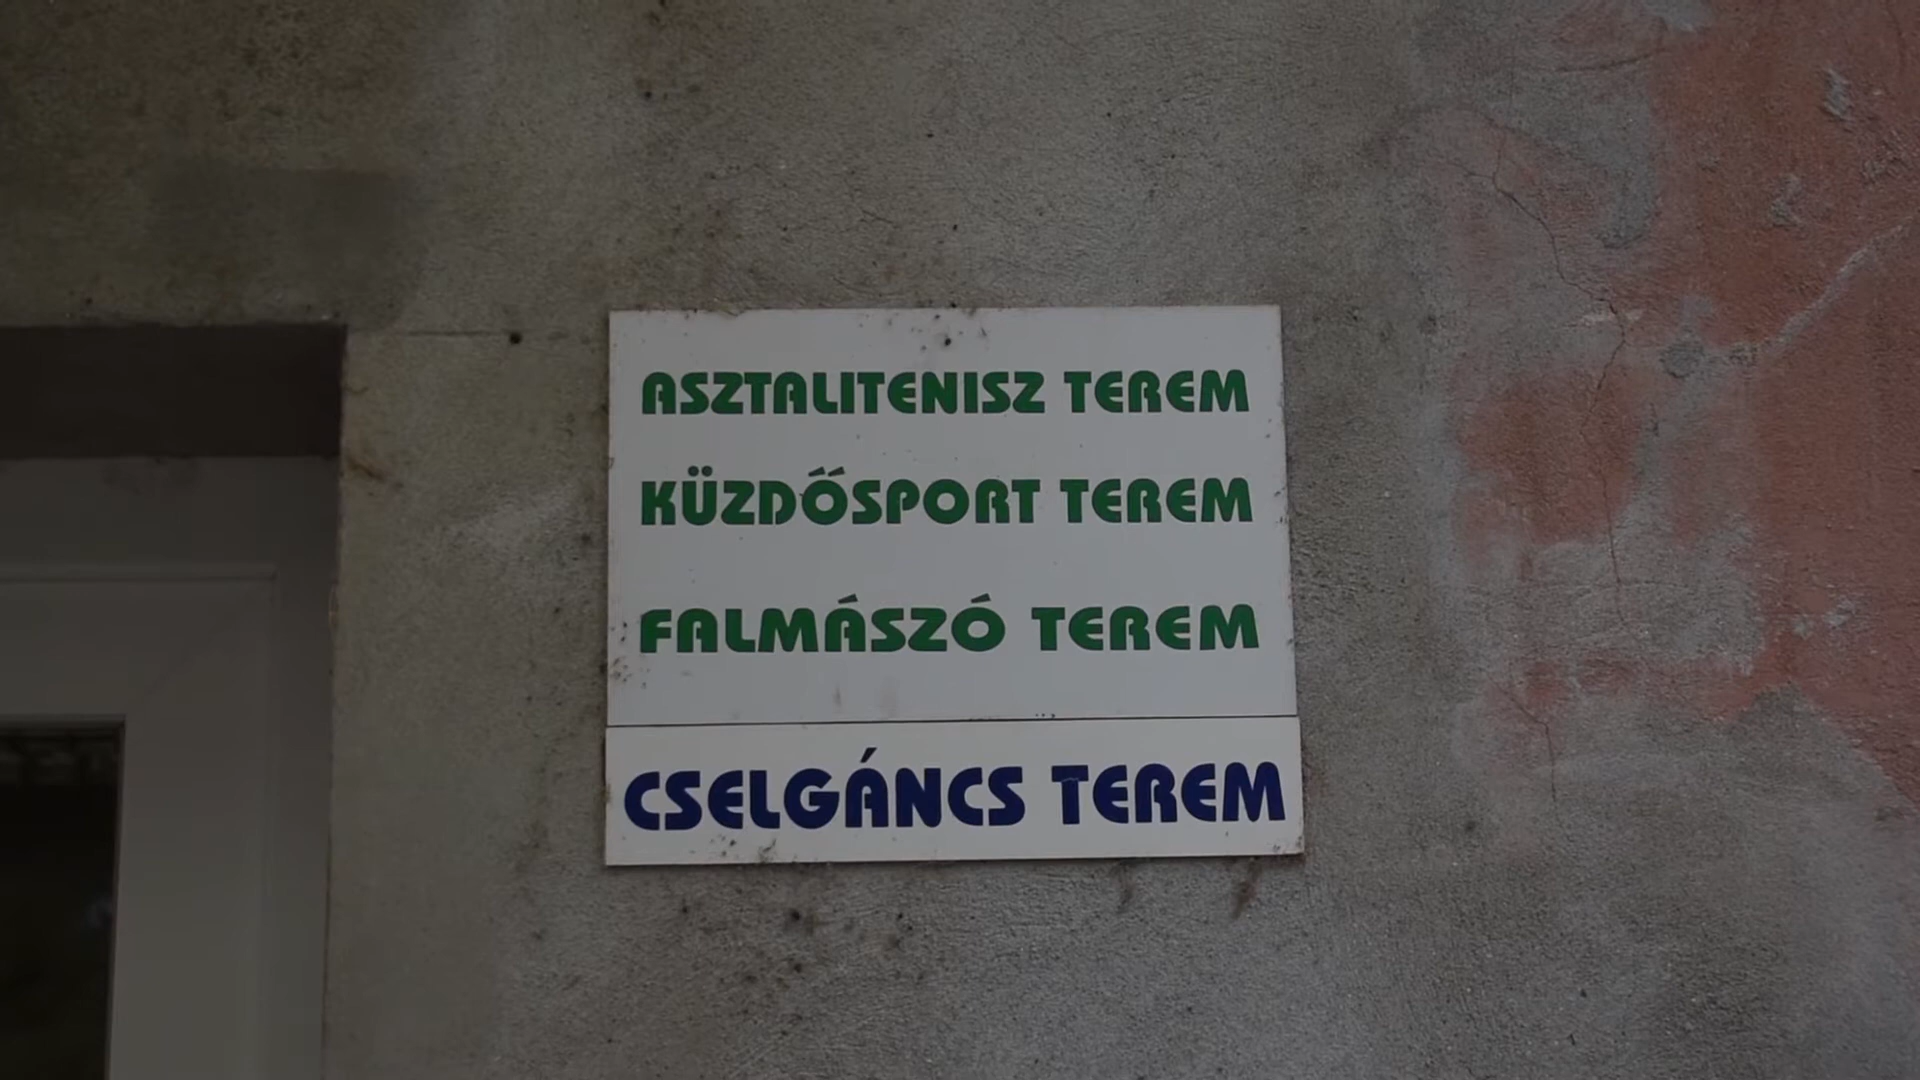 ASZTALITENISZ TEREM
KÜZDŐSPORT TEREM
FALMÁSZÓ TEREM
CSELGÁNCS TEREM